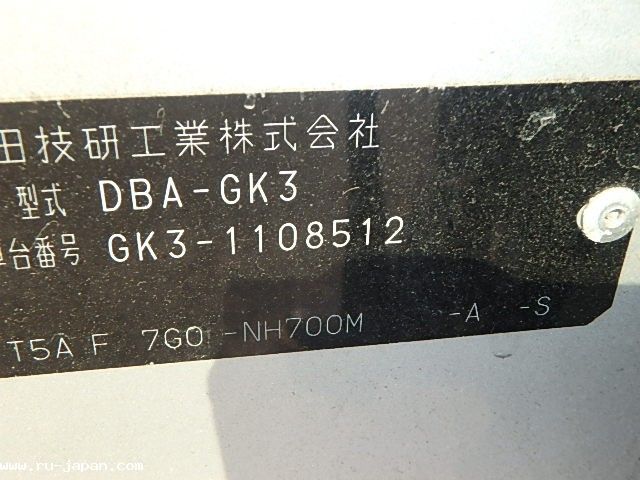 田技研工業株式会社
型式 DBA-GK3
台番号 GK3-1108512
T5A F 7G0 -NH700M -A -S
www.ru-japan.com